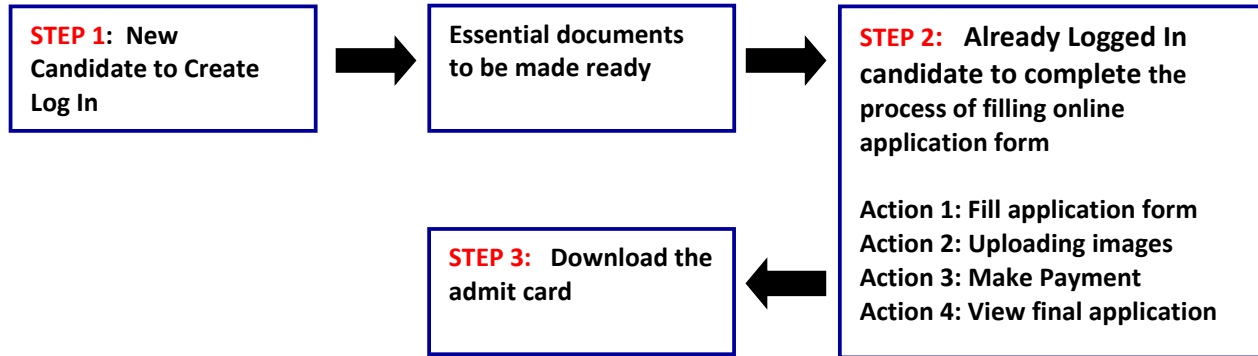 STEP 1: New
Candidate to Create
Log In
Essential documents
to be made ready
STEP 2: Already Logged In
candidate to complete the
process of filling online
application form
Action 1: Fill application form
Action 2: Uploading images
Action 3: Make Payment
Action 4: View final application
STEP 3: Download the
admit card